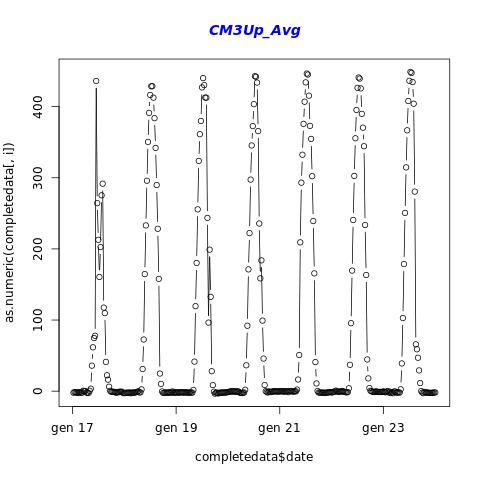 CM3Up_Avg
as.numeric(completedata[, i])
400
300
200
100
0
gen 17
gen 19
gen 21
gen 23
completedata$date